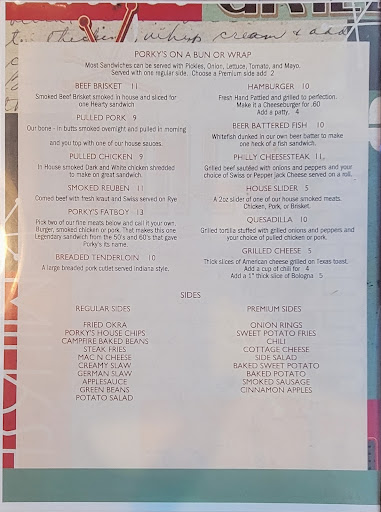 cream & add
PORKY'S ON A BUN OR WRAP
Most Sandwiches can be served with Pickles, Onion, Lettuce, Tomato, and Mayo.
Served with one regular side. Choose a Premium side add 2
BEEF BRISKET 11
Smoked Beef Brisket smoked in house and sliced for
one Hearty sandwich
PULLED PORK 9
Our bone - in butts smoked overnight and pulled in morning
and you top with one of our house sauces.
PULLED CHICKEN 9
In House smoked Dark and White chicken shredded
to make on great sandwich.
SMOKED REUBEN 11
Corned beef with fresh kraut and Swiss served on Rye
PORKY'S FATBOY 13
Pick two of our fine meats below and call it your own.
Burger, smoked chicken or pork. That makes this one
Legendary sandwich from the 50's and 60's that gave
Porky's its name.
BREADED TENDERLOIN 10
A large breaded pork cutlet served indiana style.
HAMBURGER 10
Fresh Hand Pattied and grilled to perfection.
Make it a Cheeseburger for .60
Add a patty. 4
BEER BATTERED FISH 10
Whitefish dunked in our own beer batter to make
one heck of a fish sandwich.
PHILLY CHEESESTEAK 11
Grilled beef sautéed with onions and peppers and your
choice of Swiss or Pepper jack Cheese served on a roll.
HOUSE SLIDER 5
A 2oz slider of one of our house smoked meats.
Chicken, Pork, or Brisket.
QUESADILLA 10
Grilled tortilla stuffed with grilled onions and peppers and
your choice of pulled chicken or pork.
GRILLED CHEESE 5
Thick slices of American cheese grilled on Texas toast.
Add a cup of chili for 4
Add a 1" thick slice of Bologna 5
SIDES
REGULAR SIDES
FRIED OKRA
PORKY'S HOUSE CHIPS
CAMPFIRE BAKED BEANS
STEAK FRIES
MAC N CHEESE
CREAMY SLAW
GERMAN SLAW
APPLESAUCE
GREEN BEANS
POTATO SALAD
PREMIUM SIDES
ONION RINGS
SWEET POTATO FRIES
CHILI
COTTAGE CHEESE
SIDE SALAD
BAKED SWEET POTATO
BAKED POTATO
SMOKED SAUSAGE
CINNAMON APPLES